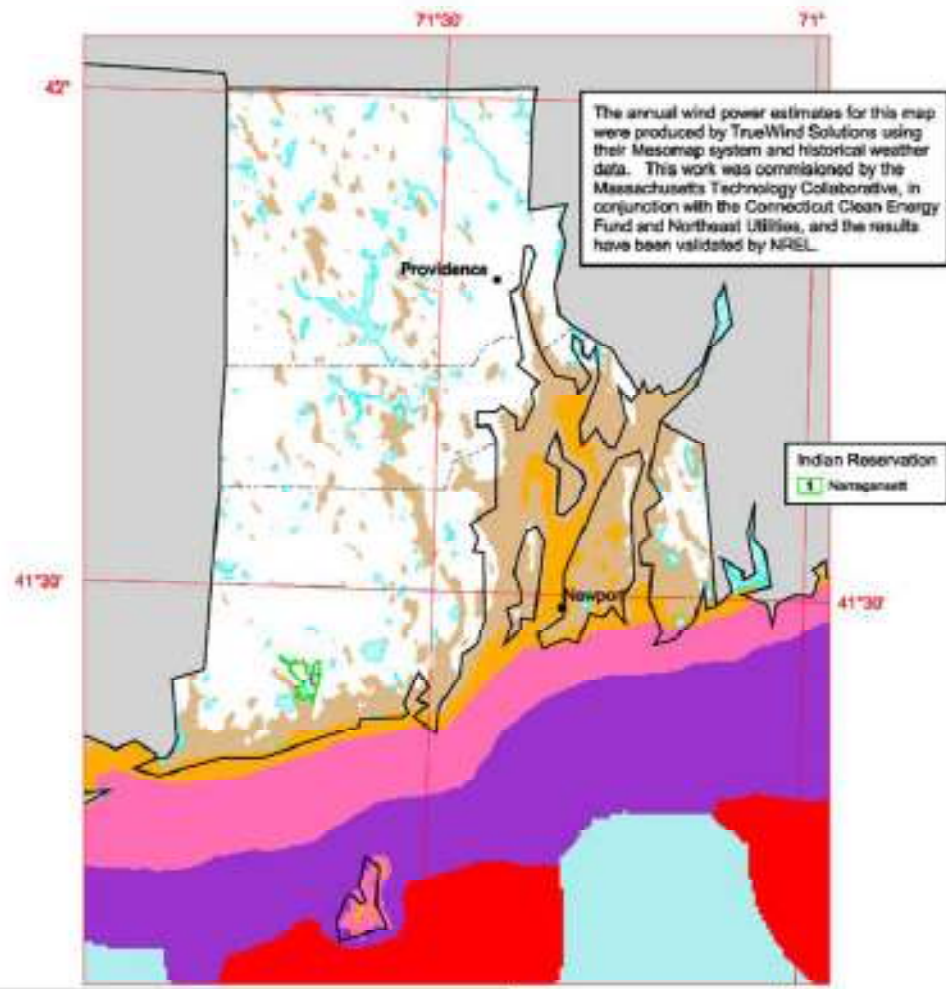 71°30'
71°
42°
The annual wind power estimates for this map
were produced by TrueWind Solutions using
their Mesomap system and historical weather
data. This work was commisioned by the
Massachusetts Technology Collaborative, in
conjunction with the Connecticut Clean Energy
Fund and Northeast Utilities, and the results
have been validated by NREL.
Providence
Indian Reservation
1 Narragansett
41°30'
Newport
41°30'